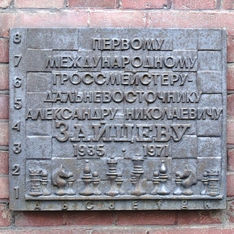 8
7
6
5
4
3
2
1
ПЕРВОМУ
МЕЖДУНАРОДНОМУ
ГРОССМЕЙСТЕРУ-
ДАЛЬНЕВОСТОЧНИКУ
АЛЕКСАНДРУ НИКОЛАЕВИЧУ
ЗАЙЦЕВУ
1935 • 1971
A B C D E F G H